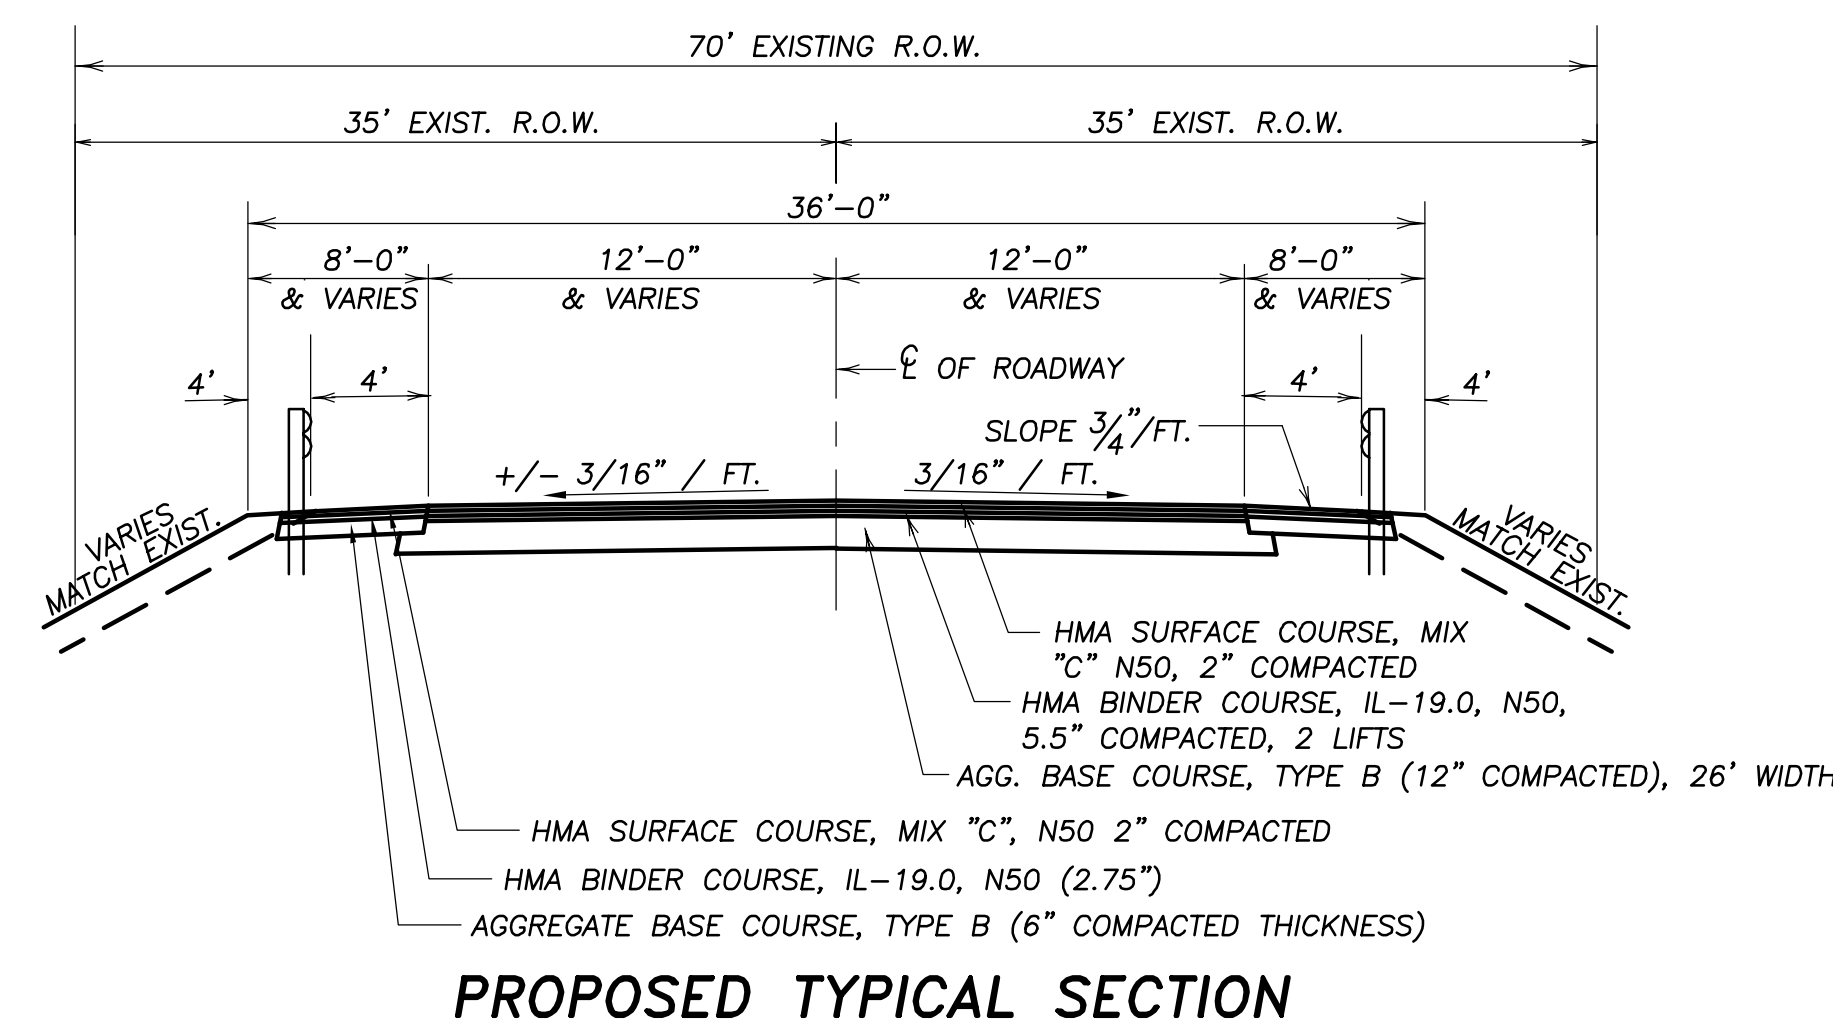 70' EXISTING R.O.W.
35' EXIST. R.O.W.
35' EXIST. R.O.W.
36'-0"
8'-0"
& VARIES
12'-0"
& VARIES
12'-0"
& VARIES
8'-0"
& VARIES
4'
4'
℄ OF ROADWAY
4'
4'
SLOPE 3/4"/FT.
+/- 3/16" / FT.
3/16" / FT.
VARIES
MATCH EXIST.
VARIES
MATCH EXIST.
HMA SURFACE COURSE, MIX
"C" N50, 2" COMPACTED
HMA BINDER COURSE, IL-19.0, N50,
5.5" COMPACTED, 2 LIFTS
AGG. BASE COURSE, TYPE B (12" COMPACTED), 26' WIDTH
HMA SURFACE COURSE, MIX "C", N50 2" COMPACTED
HMA BINDER COURSE, IL-19.0, N50 (2.75")
AGGREGATE BASE COURSE, TYPE B (6" COMPACTED THICKNESS)
PROPOSED TYPICAL SECTION